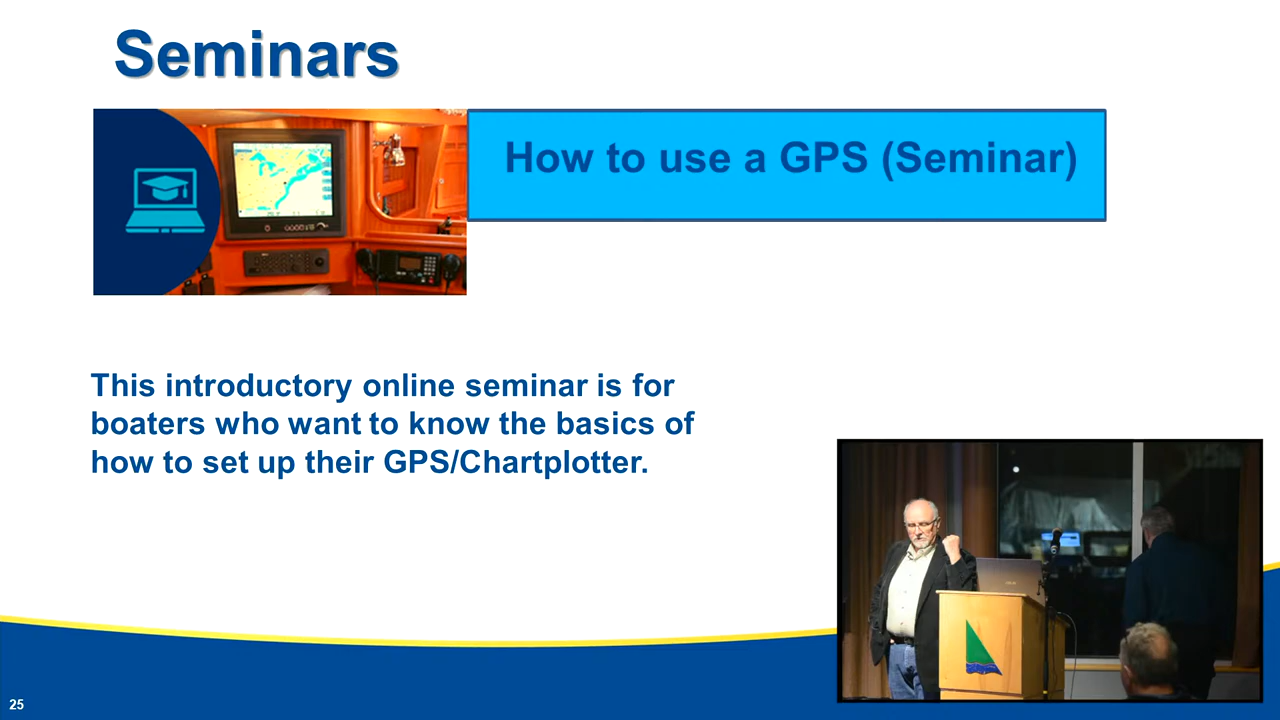 Seminars
How to use a GPS (Seminar)
This introductory online seminar is for
boaters who want to know the basics of
how to set up their GPS/Chartplotter.
25